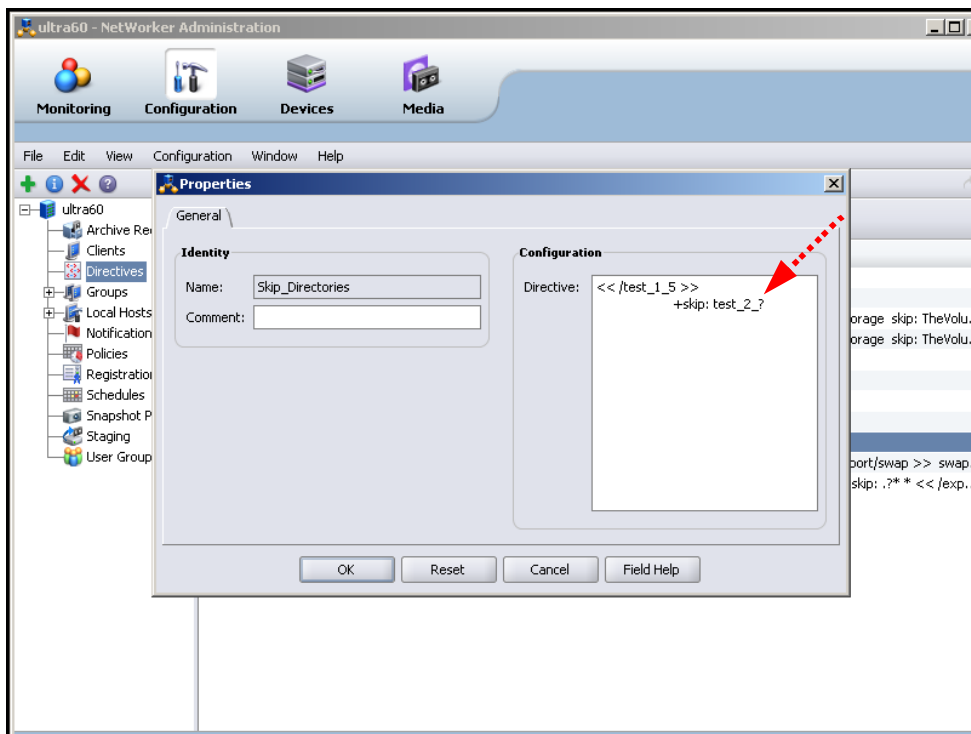 ultra60 - NetWorker Administration
Monitoring Configuration Devices Media
File Edit View Configuration Window Help
Properties
General
Identity
Name: Skip_Directories
Comment:
Configuration
Directive: << /test_1_5 >>
+skip: test_2_?
OK Reset Cancel Field Help
ultra60
Archive Re
Clients
Directives
Groups
Local Hosts
Notification
Policies
Registration
Schedules
Snapshot P
Staging
User Group
orage skip: TheVolu..
orage skip: TheVolu..
port/swap >> swap.
skip: .?* * << /exp..